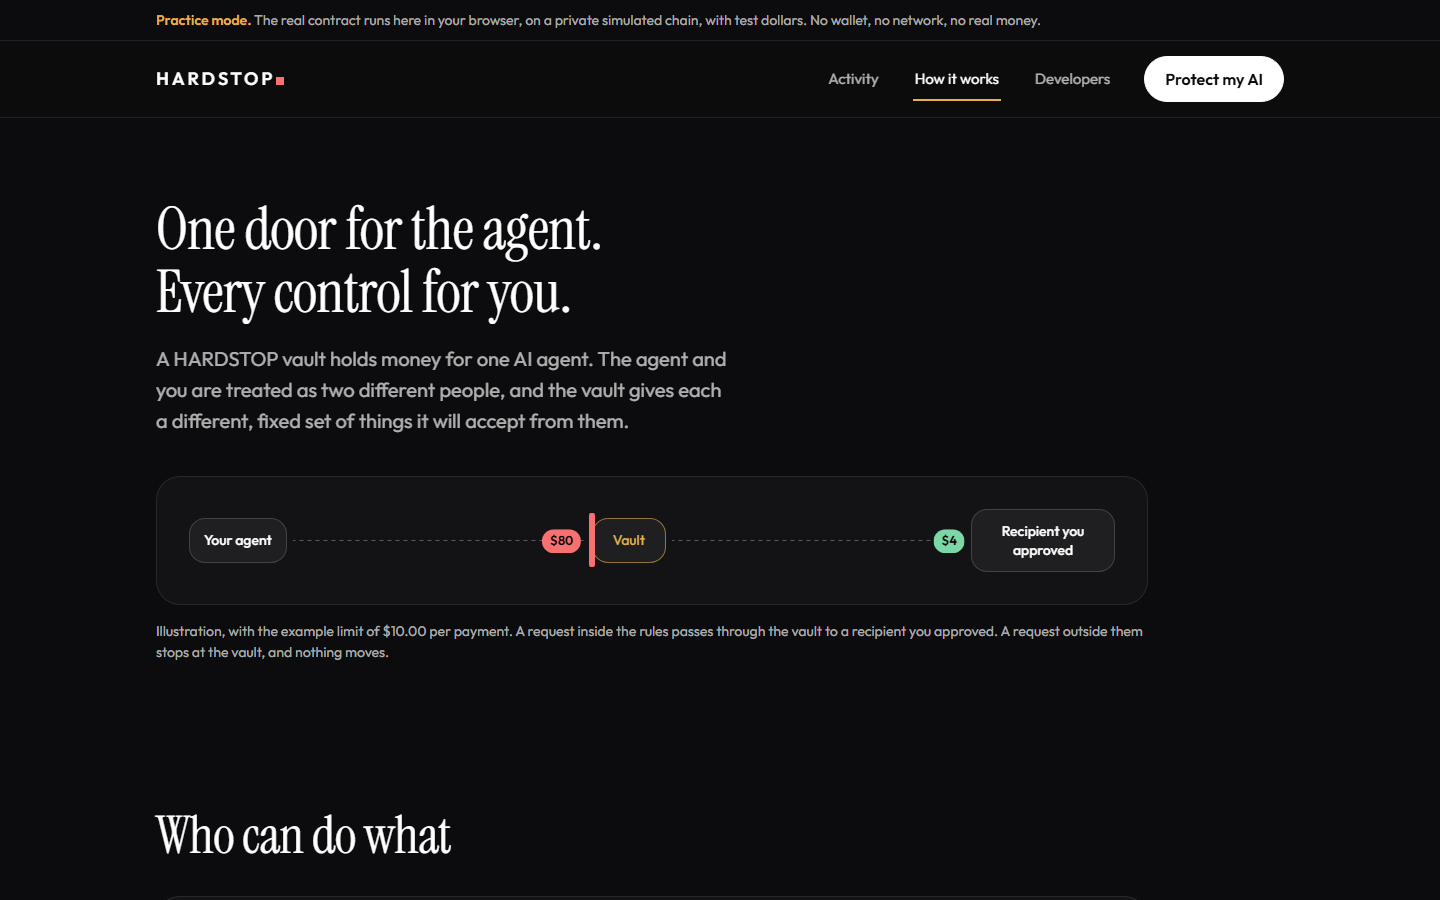 Practice mode. The real contract runs here in your browser, on a private simulated chain, with test dollars. No wallet, no network, no real money.
HARDSTOP
Activity
How it works
Developers
Protect my AI
One door for the agent.
Every control for you.
A HARDSTOP vault holds money for one AI agent. The agent and
you are treated as two different people, and the vault gives each
a different, fixed set of things it will accept from them.
Your agent
$80
Vault
$4
Recipient you
approved
Illustration, with the example limit of $10.00 per payment. A request inside the rules passes through the vault to a recipient you approved. A request outside them
stops at the vault, and nothing moves.
Who can do what